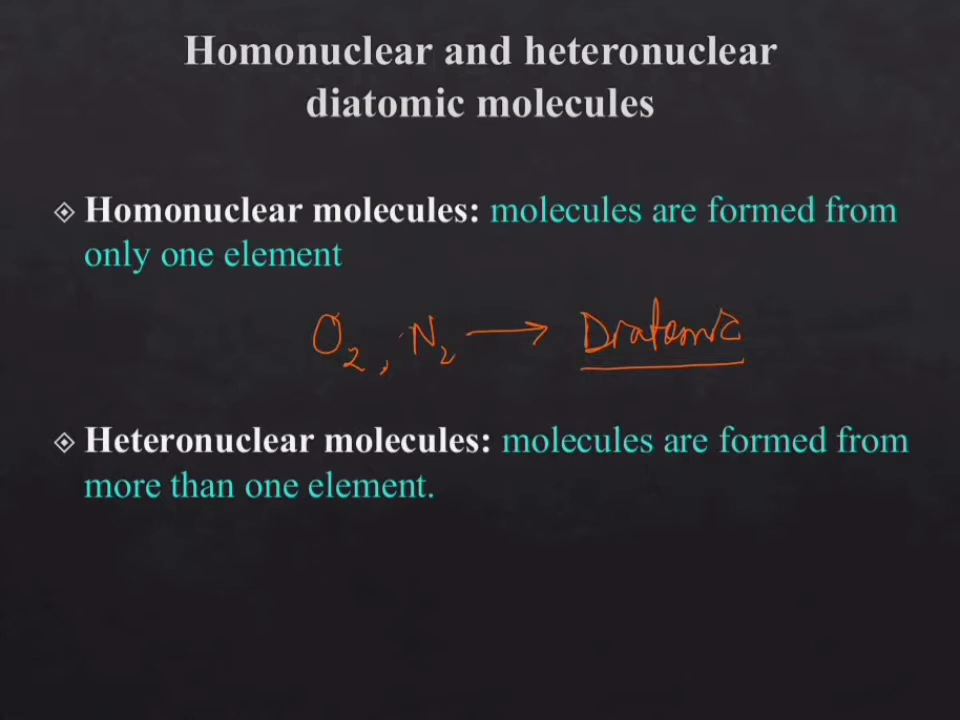 Homonuclear and heteronuclear
diatomic molecules
Homonuclear molecules: molecules are formed from
only one element
O₂, N₂ → Diatomic
Heteronuclear molecules: molecules are formed from
more than one element.